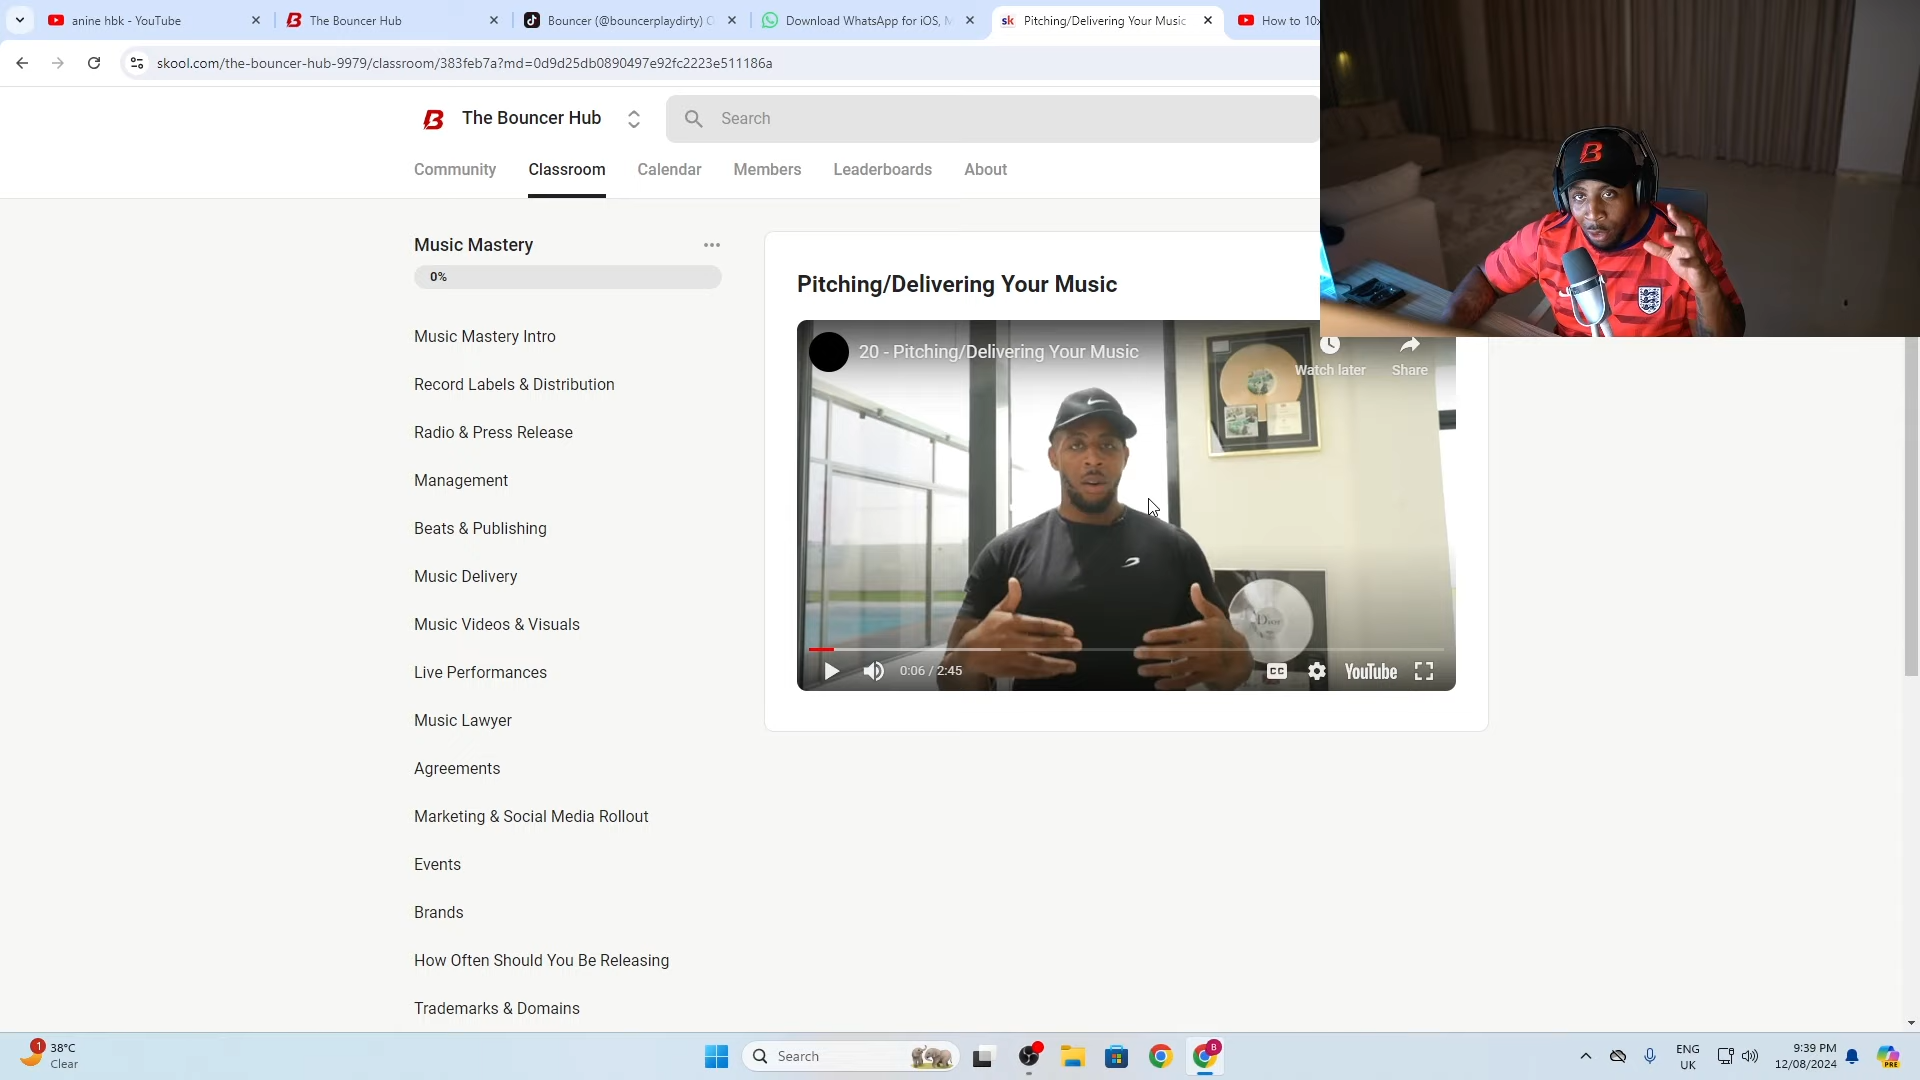 anine hbk - YouTube
The Bouncer Hub
Bouncer (@bouncerplaydirty)
Download WhatsApp for iOS,
Pitching/Delivering Your Music
How to 10x
skool.com/the-bouncer-hub-9979/classroom/383feb7a?md=0d9d25db0890497e92fc2223e511186a
B
The Bouncer Hub
Search
Community
Classroom
Calendar
Members
Leaderboards
About
Music Mastery
0%
Music Mastery Intro
Record Labels & Distribution
Radio & Press Release
Management
Beats & Publishing
Music Delivery
Music Videos & Visuals
Live Performances
Music Lawyer
Agreements
Marketing & Social Media Rollout
Events
Brands
How Often Should You Be Releasing
Trademarks & Domains
Pitching/Delivering Your Music
20 - Pitching/Delivering Your Music
Watch later
Share
Dior
0:06 / 2:45
CC
YouTube
B
1
38°C
Clear
Search
B
ENG
UK
9:39 PM
12/08/2024
PRE